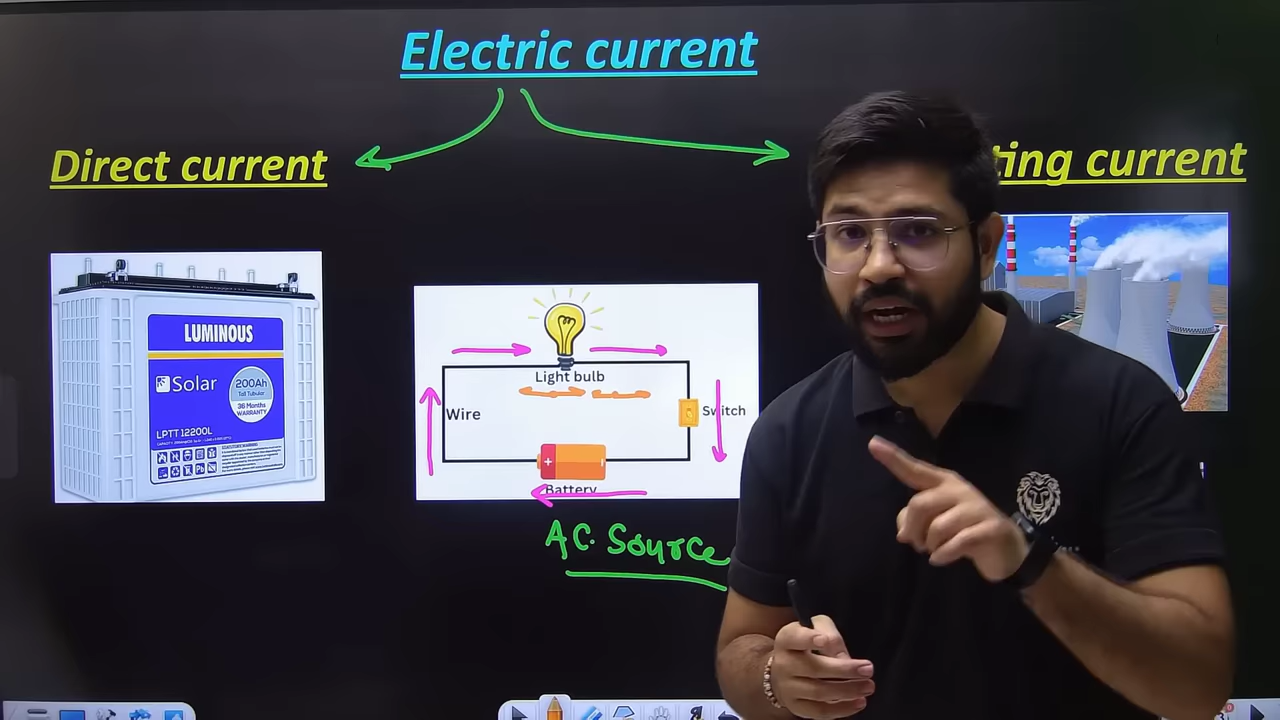 Electric current
Direct current
ting current
LUMINOUS
Solar
200Ah
Tall Tubular
36 Months
WARRANTY
LPTT 12200L
Light bulb
Wire
Switch
+
Battery
AC. Source